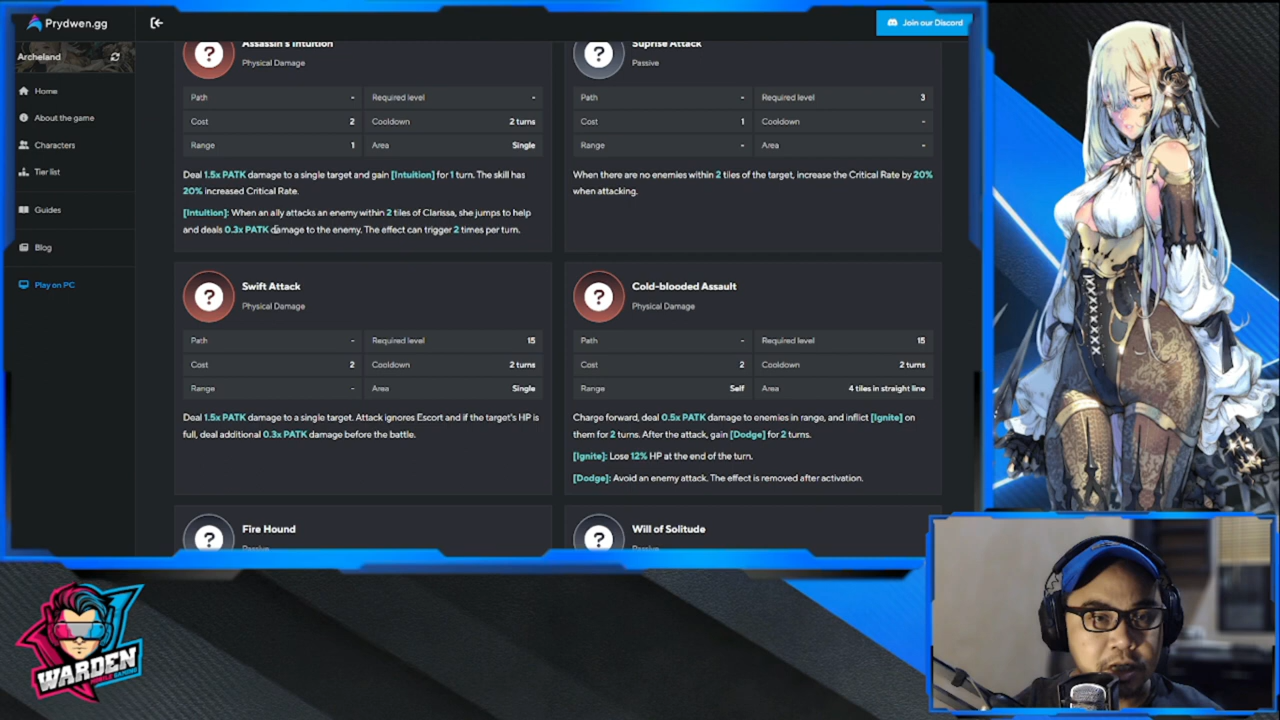 Prydwen.gg
Join our Discord
Archeland
Home
About the game
Characters
Tier list
Guides
Blog
Play on PC
Assassin's Intuition
Physical Damage
Path -
Required level -
Cost 2
Cooldown 2 turns
Range 1
Area Single
Deal 1.5x PATK damage to a single target and gain [Intuition] for 1 turn. The skill has
20% increased Critical Rate.
[Intuition]: When an ally attacks an enemy within 2 tiles of Clarissa, she jumps to help
and deals 0.3x PATK damage to the enemy. The effect can trigger 2 times per turn.
Suprise Attack
Passive
Path -
Required level 3
Cost 1
Cooldown -
Range -
Area -
When there are no enemies within 2 tiles of the target, increase the Critical Rate by 20%
when attacking.
Swift Attack
Physical Damage
Path -
Required level 15
Cost 2
Cooldown 2 turns
Range -
Area Single
Deal 1.5x PATK damage to a single target. Attack ignores Escort and if the target's HP is
full, deal additional 0.3x PATK damage before the battle.
Cold-blooded Assault
Physical Damage
Path -
Required level 15
Cost 2
Cooldown 2 turns
Range Self
Area 4 tiles in straight line
Charge forward, deal 0.5x PATK damage to enemies in range, and inflict [Ignite] on
them for 2 turns. After the attack, gain [Dodge] for 2 turns.
[Ignite]: Lose 12% HP at the end of the turn.
[Dodge]: Avoid an enemy attack. The effect is removed after activation.
Fire Hound
Passive
Will of Solitude
Passive
WARDEN
MOBILE GAMING